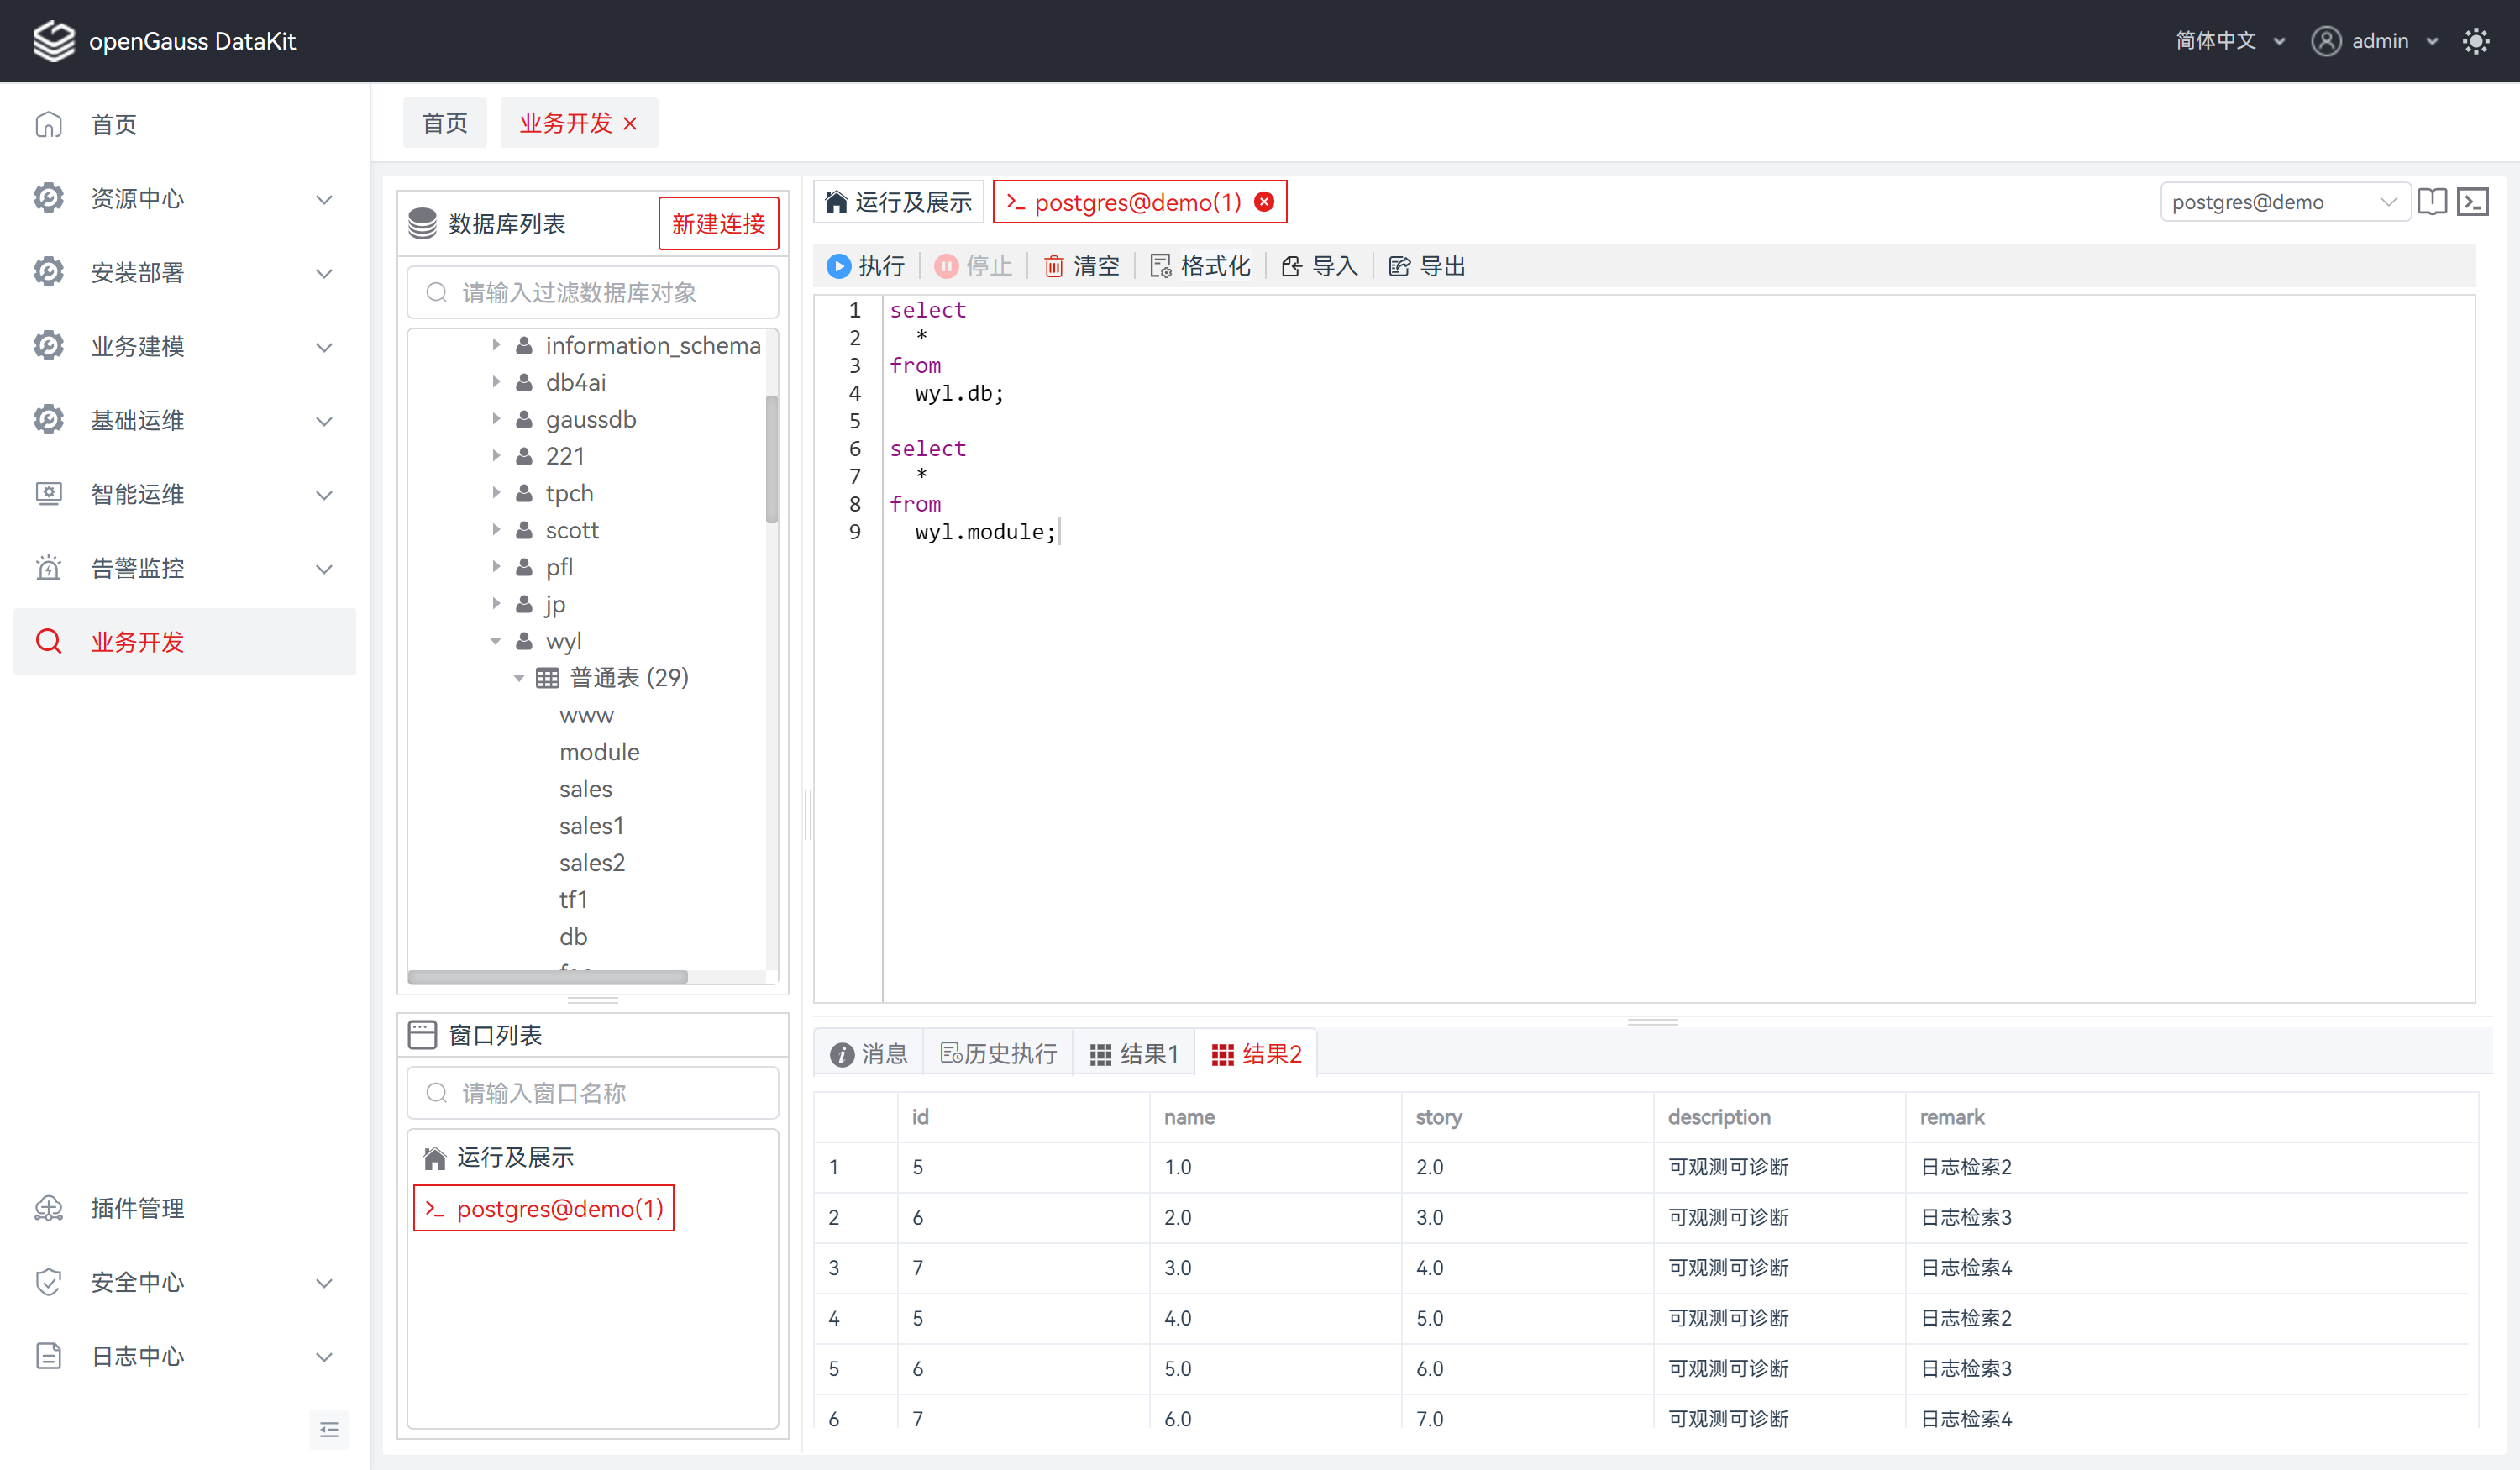 openGauss DataKit
简体中文
admin
首页
资源中心
安装部署
业务建模
基础运维
智能运维
告警监控
业务开发
插件管理
安全中心
日志中心
首页
业务开发
数据库列表
新建连接
请输入过滤数据库对象
information_schema
db4ai
gaussdb
221
tpch
scott
pfl
jp
wyl
普通表 (29)
www
module
sales
sales1
sales2
tf1
db
窗口列表
请输入窗口名称
运行及展示
postgres@demo(1)
运行及展示
postgres@demo(1)
postgres@demo
执行
停止
清空
格式化
导入
导出
1 select
2 *
3 from
4 wyl.db;
5
6 select
7 *
8 from
9 wyl.module;
消息
历史执行
结果1
结果2
id name story description remark
1 5 1.0 2.0 可观测可诊断 日志检索2
2 6 2.0 3.0 可观测可诊断 日志检索3
3 7 3.0 4.0 可观测可诊断 日志检索4
4 5 4.0 5.0 可观测可诊断 日志检索2
5 6 5.0 6.0 可观测可诊断 日志检索3
6 7 6.0 7.0 可观测可诊断 日志检索4